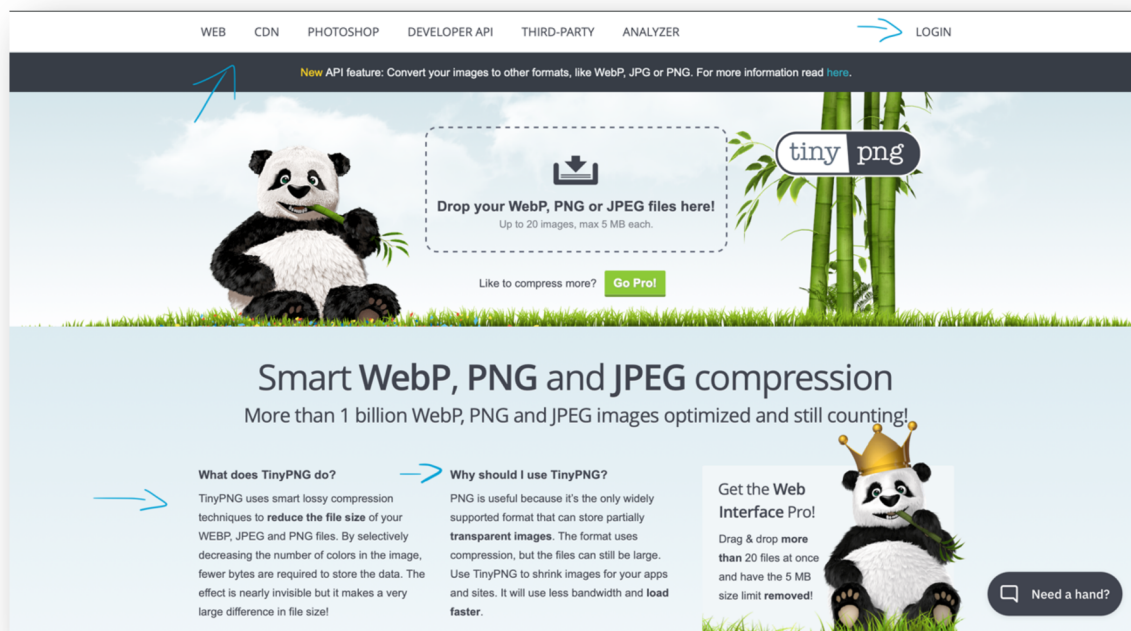 WEB CDN PHOTOSHOP DEVELOPER API THIRD-PARTY ANALYZER LOGIN
New API feature: Convert your images to other formats, like WebP, JPG or PNG. For more information read here.
tiny png
Drop your WebP, PNG or JPEG files here!
Up to 20 images, max 5 MB each.
Like to compress more? Go Pro!
Smart WebP, PNG and JPEG compression
More than 1 billion WebP, PNG and JPEG images optimized and still counting!
What does TinyPNG do?
TinyPNG uses smart lossy compression
techniques to reduce the file size of your
WEBP, JPEG and PNG files. By selectively
decreasing the number of colors in the image,
fewer bytes are required to store the data. The
effect is nearly invisible but it makes a very
large difference in file size!
Why should I use TinyPNG?
PNG is useful because it's the only widely
supported format that can store partially
transparent images. The format uses
compression, but the files can still be large.
Use TinyPNG to shrink images for your apps
and sites. It will use less bandwidth and load
faster.
Get the Web
Interface Pro!
Drag & drop more
than 20 files at once
and have the 5 MB
size limit removed!
Need a hand?